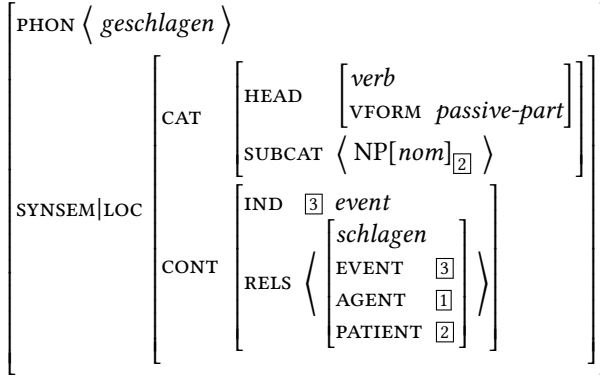 PHON ⟨ geschlagen ⟩
SYNSEM|LOC
CAT
HEAD
verb
VFORM passive-part
SUBCAT ⟨ NP[nom]2 ⟩
CONT
IND 3 event
RELS ⟨
schlagen
EVENT 3
AGENT 1
PATIENT 2
⟩